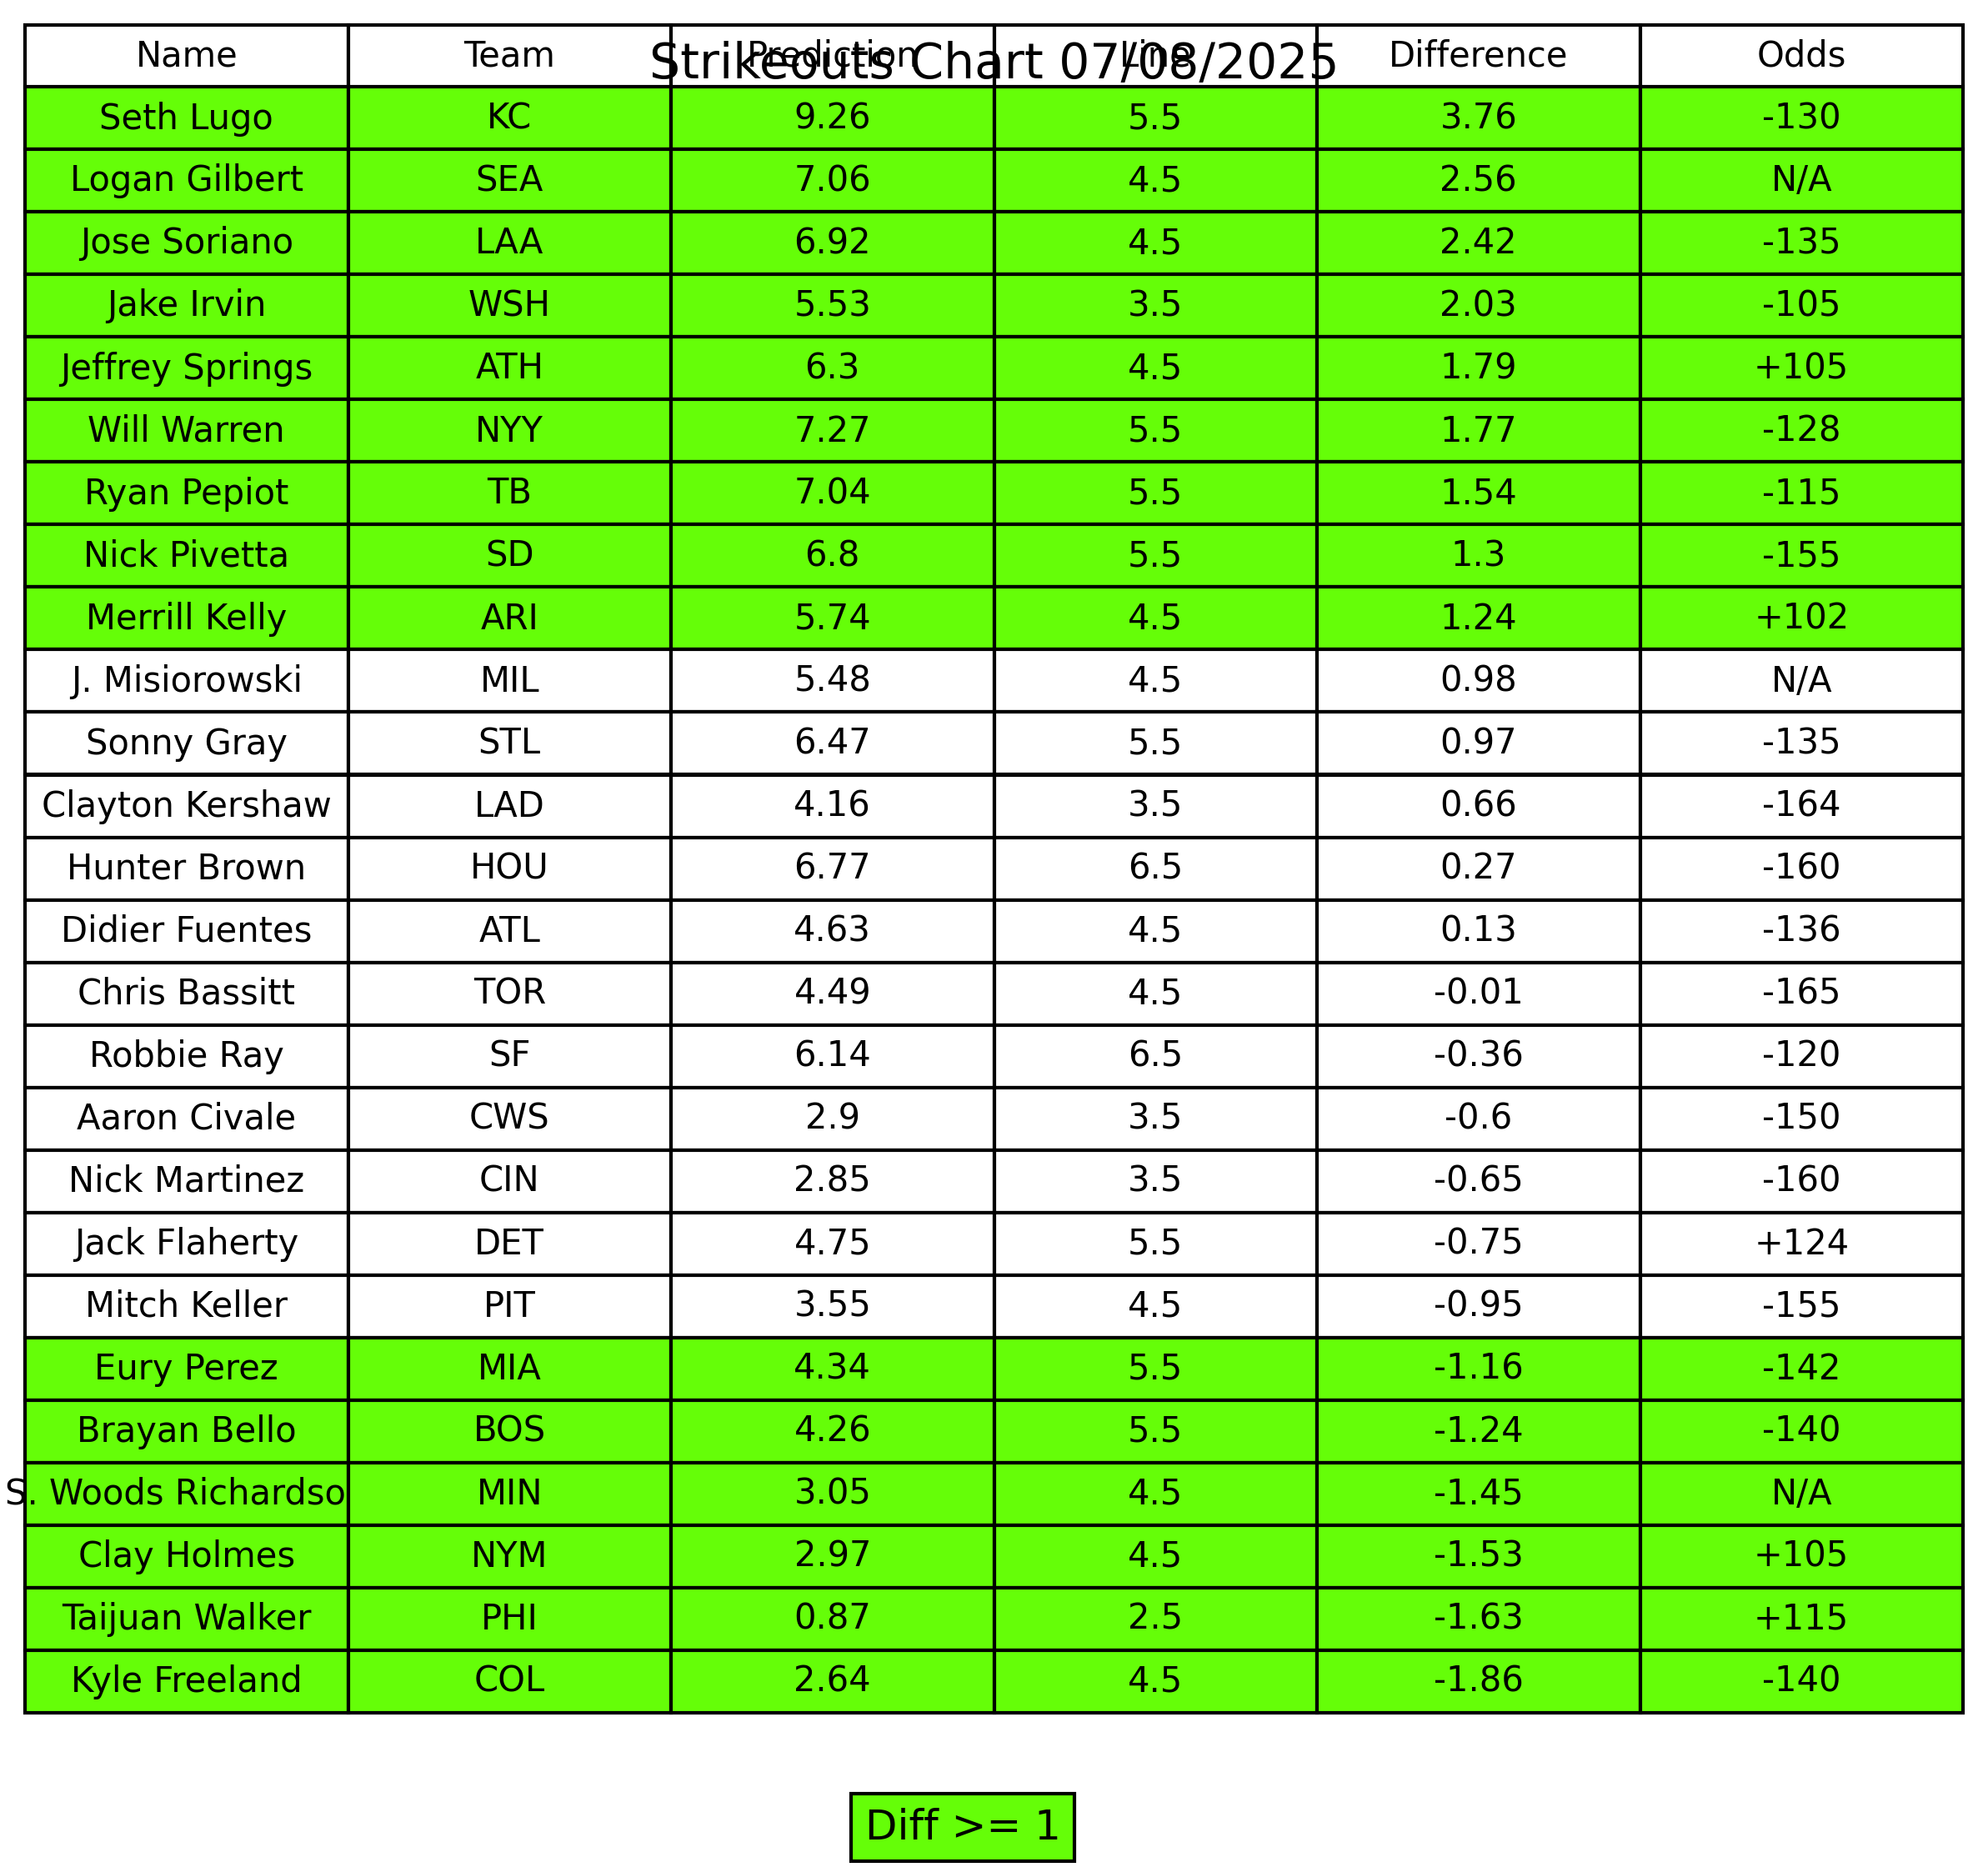 Strikeouts Chart 07/08/2025
Name Team Prediction Line Difference Odds
Seth Lugo KC 9.26 5.5 3.76 -130
Logan Gilbert SEA 7.06 4.5 2.56 N/A
Jose Soriano LAA 6.92 4.5 2.42 -135
Jake Irvin WSH 5.53 3.5 2.03 -105
Jeffrey Springs ATH 6.3 4.5 1.79 +105
Will Warren NYY 7.27 5.5 1.77 -128
Ryan Pepiot TB 7.04 5.5 1.54 -115
Nick Pivetta SD 6.8 5.5 1.3 -155
Merrill Kelly ARI 5.74 4.5 1.24 +102
J. Misiorowski MIL 5.48 4.5 0.98 N/A
Sonny Gray STL 6.47 5.5 0.97 -135
Clayton Kershaw LAD 4.16 3.5 0.66 -164
Hunter Brown HOU 6.77 6.5 0.27 -160
Didier Fuentes ATL 4.63 4.5 0.13 -136
Chris Bassitt TOR 4.49 4.5 -0.01 -165
Robbie Ray SF 6.14 6.5 -0.36 -120
Aaron Civale CWS 2.9 3.5 -0.6 -150
Nick Martinez CIN 2.85 3.5 -0.65 -160
Jack Flaherty DET 4.75 5.5 -0.75 +124
Mitch Keller PIT 3.55 4.5 -0.95 -155
Eury Perez MIA 4.34 5.5 -1.16 -142
Brayan Bello BOS 4.26 5.5 -1.24 -140
S. Woods Richardso MIN 3.05 4.5 -1.45 N/A
Clay Holmes NYM 2.97 4.5 -1.53 +105
Taijuan Walker PHI 0.87 2.5 -1.63 +115
Kyle Freeland COL 2.64 4.5 -1.86 -140
Diff >= 1